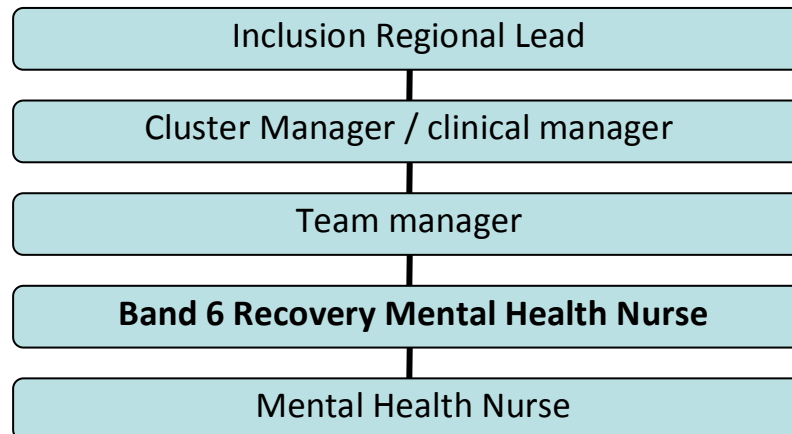 Inclusion Regional Lead
Cluster Manager / clinical manager
Team manager
Band 6 Recovery Mental Health Nurse
Mental Health Nurse